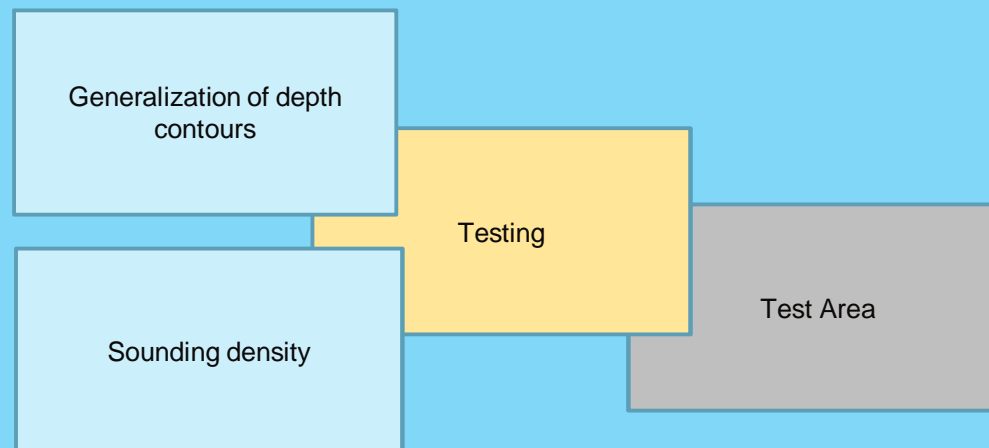 Generalization of depth
contours
Testing
Test Area
Sounding density